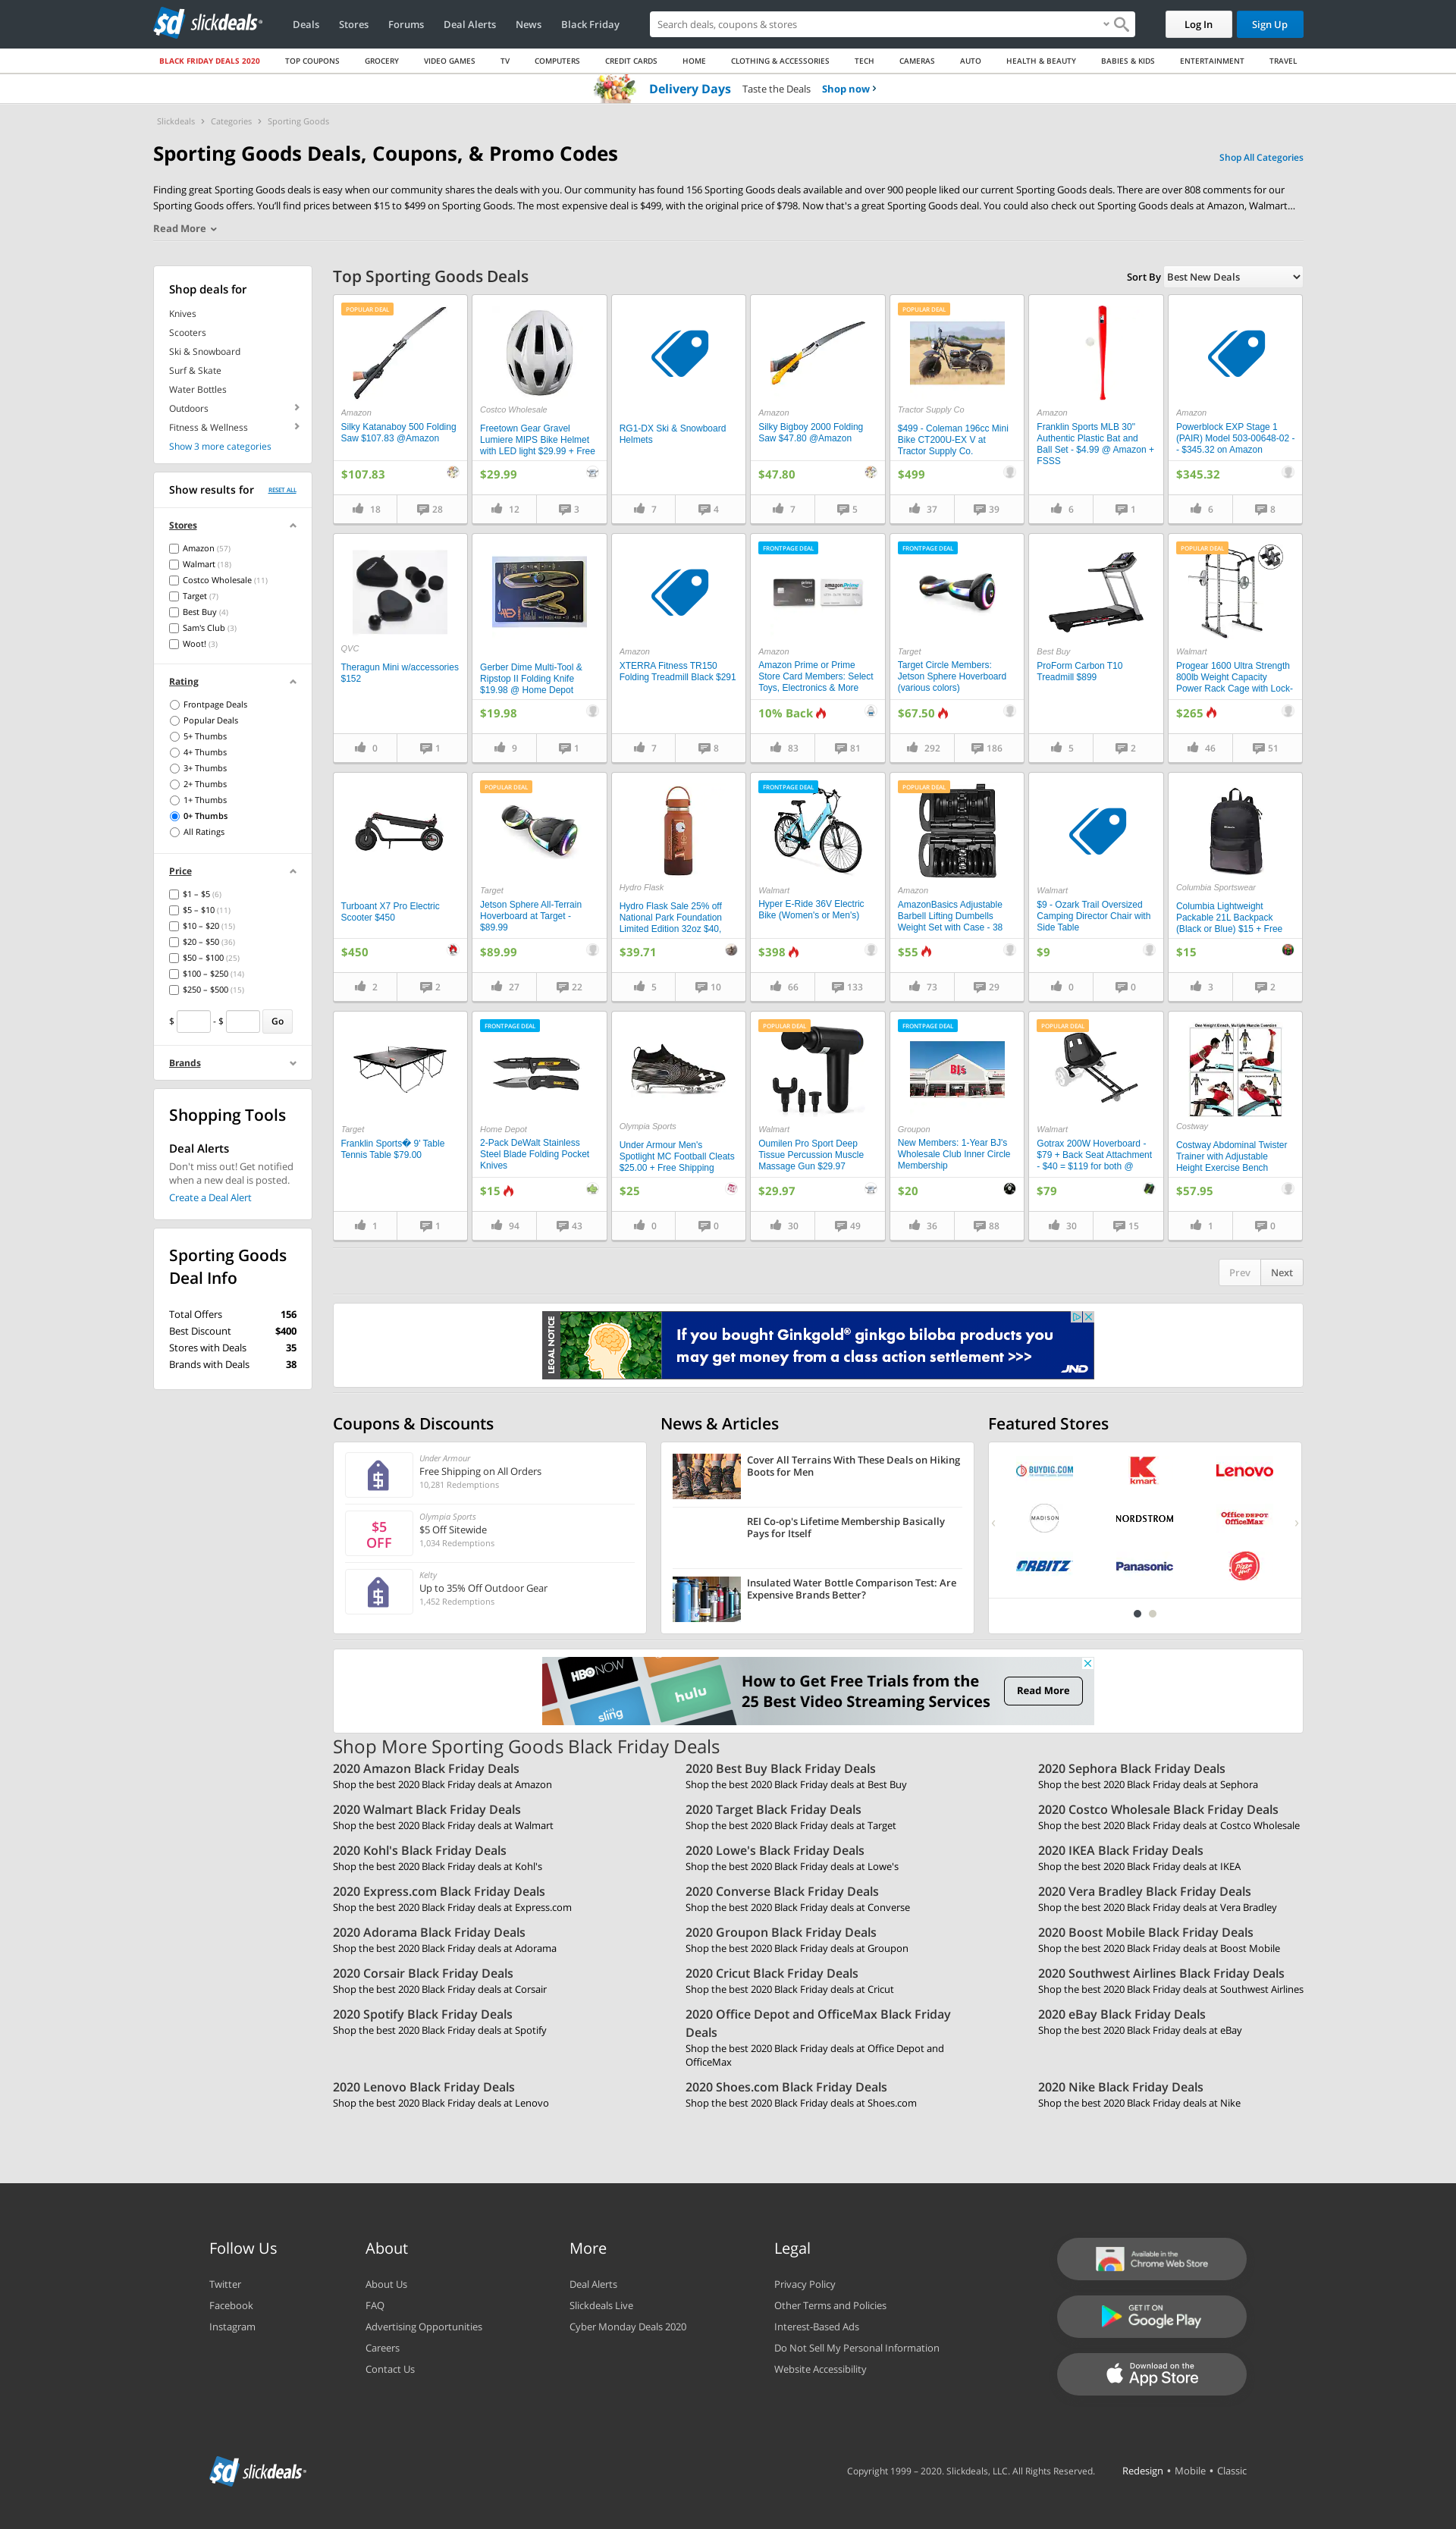 slickdeals
Deals
Stores
Forums
Deal Alerts
News
Black Friday
Search deals, coupons & stores
Log In
Sign Up
BLACK FRIDAY DEALS 2020
TOP COUPONS
GROCERY
VIDEO GAMES
TV
COMPUTERS
CREDIT CARDS
HOME
CLOTHING & ACCESSORIES
TECH
CAMERAS
AUTO
HEALTH & BEAUTY
BABIES & KIDS
ENTERTAINMENT
TRAVEL
Delivery Days Taste the Deals Shop now
Slickdeals > Categories > Sporting Goods
Sporting Goods Deals, Coupons, & Promo Codes
Shop All Categories
Finding great Sporting Goods deals is easy when our community shares the deals with you. Our community has found 156 Sporting Goods deals available and over 900 people liked our current Sporting Goods deals. There are over 808 comments for our
Sporting Goods offers. You'll find prices between $15 to $499 on Sporting Goods. The most expensive deal is $499, with the original price of $798. Now that's a great Sporting Goods deal. You could also check out Sporting Goods deals at Amazon, Walmart...
Read More
Shop deals for
Knives
Scooters
Ski & Snowboard
Surf & Skate
Water Bottles
Outdoors
Fitness & Wellness
Show 3 more categories
Show results for RESET ALL
Stores
Amazon (57)
Walmart (18)
Costco Wholesale (11)
Target (7)
Best Buy (4)
Sam's Club (3)
Woot! (3)
Rating
Frontpage Deals
Popular Deals
5+ Thumbs
4+ Thumbs
3+ Thumbs
2+ Thumbs
1+ Thumbs
0+ Thumbs
All Ratings
Price
$1 – $5 (6)
$5 – $10 (11)
$10 – $20 (15)
$20 – $50 (36)
$50 – $100 (25)
$100 – $250 (14)
$250 – $500 (15)
$ - $ Go
Brands
Shopping Tools
Deal Alerts
Don't miss out! Get notified
when a new deal is posted.
Create a Deal Alert
Sporting Goods
Deal Info
Total Offers 156
Best Discount $400
Stores with Deals 35
Brands with Deals 38
Top Sporting Goods Deals
Sort By Best New Deals
POPULAR DEAL
Amazon
Silky Katanaboy 500 Folding
Saw $107.83 @Amazon
$107.83
18 28
Costco Wholesale
Freetown Gear Gravel
Lumiere MIPS Bike Helmet
with LED light $29.99 + Free
$29.99
12 3
RG1-DX Ski & Snowboard
Helmets
7 4
Amazon
Silky Bigboy 2000 Folding
Saw $47.80 @Amazon
$47.80
7 5
POPULAR DEAL
Tractor Supply Co
$499 - Coleman 196cc Mini
Bike CT200U-EX V at
Tractor Supply Co.
$499
37 39
Amazon
Franklin Sports MLB 30"
Authentic Plastic Bat and
Ball Set - $4.99 @ Amazon +
FSSS
6 1
Amazon
Powerblock EXP Stage 1
(PAIR) Model 503-00648-02 -
- $345.32 on Amazon
$345.32
6 8
QVC
Theragun Mini w/accessories
$152
0 1
Gerber Dime Multi-Tool &
Ripstop II Folding Knife
$19.98 @ Home Depot
$19.98
9 1
Amazon
XTERRA Fitness TR150
Folding Treadmill Black $291
7 8
FRONTPAGE DEAL
Amazon
Amazon Prime or Prime
Store Card Members: Select
Toys, Electronics & More
10% Back
83 81
FRONTPAGE DEAL
Target
Target Circle Members:
Jetson Sphere Hoverboard
(various colors)
$67.50
292 186
Best Buy
ProForm Carbon T10
Treadmill $899
5 2
POPULAR DEAL
Walmart
Progear 1600 Ultra Strength
800lb Weight Capacity
Power Rack Cage with Lock-
$265
46 51
Turboant X7 Pro Electric
Scooter $450
$450
2 2
POPULAR DEAL
Target
Jetson Sphere All-Terrain
Hoverboard at Target -
$89.99
$89.99
27 22
Hydro Flask
Hydro Flask Sale 25% off
National Park Foundation
Limited Edition 32oz $40,
$39.71
5 10
FRONTPAGE DEAL
Walmart
Hyper E-Ride 36V Electric
Bike (Women's or Men's)
$398
66 133
POPULAR DEAL
Amazon
AmazonBasics Adjustable
Barbell Lifting Dumbells
Weight Set with Case - 38
$55
73 29
Walmart
$9 - Ozark Trail Oversized
Camping Director Chair with
Side Table
$9
0 0
Columbia Sportswear
Columbia Lightweight
Packable 21L Backpack
(Black or Blue) $15 + Free
$15
3 2
Target
Franklin Sports� 9' Table
Tennis Table $79.00
1 1
FRONTPAGE DEAL
Home Depot
2-Pack DeWalt Stainless
Steel Blade Folding Pocket
Knives
$15
94 43
Olympia Sports
Under Armour Men's
Spotlight MC Football Cleats
$25.00 + Free Shipping
$25
0 0
POPULAR DEAL
Walmart
Oumilen Pro Sport Deep
Tissue Percussion Muscle
Massage Gun $29.97
$29.97
30 49
FRONTPAGE DEAL
BJ's
Groupon
New Members: 1-Year BJ's
Wholesale Club Inner Circle
Membership
$20
36 88
POPULAR DEAL
Walmart
Gotrax 200W Hoverboard -
$79 + Back Seat Attachment
- $40 = $119 for both @
$79
30 15
Costway
Costway Abdominal Twister
Trainer with Adjustable
Height Exercise Bench
$57.95
1 0
Prev Next
LEGAL NOTICE
If you bought Ginkgold® ginkgo biloba products you
may get money from a class action settlement >>>
JND
Coupons & Discounts
Under Armour
Free Shipping on All Orders
10,281 Redemptions
$5
OFF
Olympia Sports
$5 Off Sitewide
1,034 Redemptions
Kelty
Up to 35% Off Outdoor Gear
1,452 Redemptions
News & Articles
Cover All Terrains With These Deals on Hiking
Boots for Men
REI Co-op's Lifetime Membership Basically
Pays for Itself
Insulated Water Bottle Comparison Test: Are
Expensive Brands Better?
Featured Stores
BUYDIG.COM
kmart
Lenovo
MADISON
NORDSTROM
Office DEPOT
OfficeMax
ORBITZ
Panasonic
Pizza Hut
HBO NOW
hulu
sling
How to Get Free Trials from the
25 Best Video Streaming Services
Read More
Shop More Sporting Goods Black Friday Deals
2020 Amazon Black Friday Deals
Shop the best 2020 Black Friday deals at Amazon
2020 Best Buy Black Friday Deals
Shop the best 2020 Black Friday deals at Best Buy
2020 Sephora Black Friday Deals
Shop the best 2020 Black Friday deals at Sephora
2020 Walmart Black Friday Deals
Shop the best 2020 Black Friday deals at Walmart
2020 Target Black Friday Deals
Shop the best 2020 Black Friday deals at Target
2020 Costco Wholesale Black Friday Deals
Shop the best 2020 Black Friday deals at Costco Wholesale
2020 Kohl's Black Friday Deals
Shop the best 2020 Black Friday deals at Kohl's
2020 Lowe's Black Friday Deals
Shop the best 2020 Black Friday deals at Lowe's
2020 IKEA Black Friday Deals
Shop the best 2020 Black Friday deals at IKEA
2020 Express.com Black Friday Deals
Shop the best 2020 Black Friday deals at Express.com
2020 Converse Black Friday Deals
Shop the best 2020 Black Friday deals at Converse
2020 Vera Bradley Black Friday Deals
Shop the best 2020 Black Friday deals at Vera Bradley
2020 Adorama Black Friday Deals
Shop the best 2020 Black Friday deals at Adorama
2020 Groupon Black Friday Deals
Shop the best 2020 Black Friday deals at Groupon
2020 Boost Mobile Black Friday Deals
Shop the best 2020 Black Friday deals at Boost Mobile
2020 Corsair Black Friday Deals
Shop the best 2020 Black Friday deals at Corsair
2020 Cricut Black Friday Deals
Shop the best 2020 Black Friday deals at Cricut
2020 Southwest Airlines Black Friday Deals
Shop the best 2020 Black Friday deals at Southwest Airlines
2020 Spotify Black Friday Deals
Shop the best 2020 Black Friday deals at Spotify
2020 Office Depot and OfficeMax Black Friday
Deals
Shop the best 2020 Black Friday deals at Office Depot and
OfficeMax
2020 eBay Black Friday Deals
Shop the best 2020 Black Friday deals at eBay
2020 Lenovo Black Friday Deals
Shop the best 2020 Black Friday deals at Lenovo
2020 Shoes.com Black Friday Deals
Shop the best 2020 Black Friday deals at Shoes.com
2020 Nike Black Friday Deals
Shop the best 2020 Black Friday deals at Nike
Follow Us
Twitter
Facebook
Instagram
About
About Us
FAQ
Advertising Opportunities
Careers
Contact Us
More
Deal Alerts
Slickdeals Live
Cyber Monday Deals 2020
Legal
Privacy Policy
Other Terms and Policies
Interest-Based Ads
Do Not Sell My Personal Information
Website Accessibility
Available in the
Chrome Web Store
GET IT ON
Google Play
Download on the
App Store
slickdeals
Copyright 1999 – 2020. Slickdeals, LLC. All Rights Reserved.
Redesign • Mobile • Classic